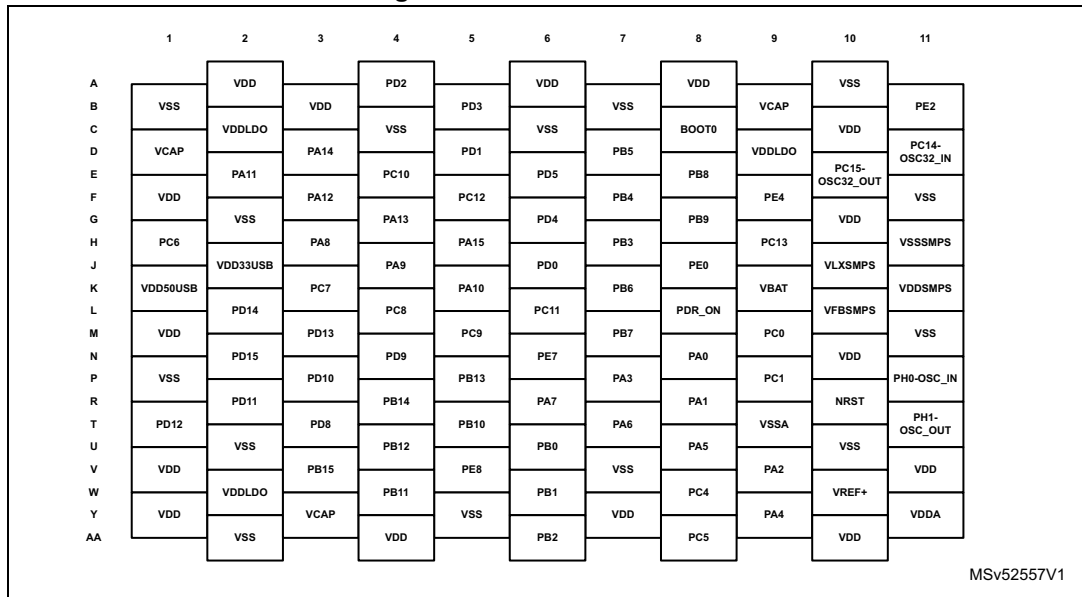 1 2 3 4 5 6 7 8 9 10 11
A VDD PD2 VDD VDD VSS
B VSS VDD PD3 VSS VCAP PE2
C VDDLDO VSS VSS BOOT0 VDD
D VCAP PA14 PD1 PB5 VDDLDO PC14-
OSC32_IN
E PA11 PC10 PD5 PB8 PC15-
OSC32_OUT
F VDD PA12 PC12 PB4 PE4 VSS
G VSS PA13 PD4 PB9 VDD
H PC6 PA8 PA15 PB3 PC13 VSSSMPS
J VDD33USB PA9 PD0 PE0 VLXSMPS
K VDD50USB PC7 PA10 PB6 VBAT VDDSMPS
L PD14 PC8 PC11 PDR_ON VFBSMPS
M VDD PD13 PC9 PB7 PC0 VSS
N PD15 PD9 PE7 PA0 VDD
P VSS PD10 PB13 PA3 PC1 PH0-OSC_IN
R PD11 PB14 PA7 PA1 NRST
T PD12 PD8 PB10 PA6 VSSA PH1-
OSC_OUT
U VSS PB12 PB0 PA5 VSS
V VDD PB15 PE8 VSS PA2 VDD
W VDDLDO PB11 PB1 PC4 VREF+
Y VDD VCAP VSS VDD PA4 VDDA
AA VSS VDD PB2 PC5 VDD
MSv52557V1